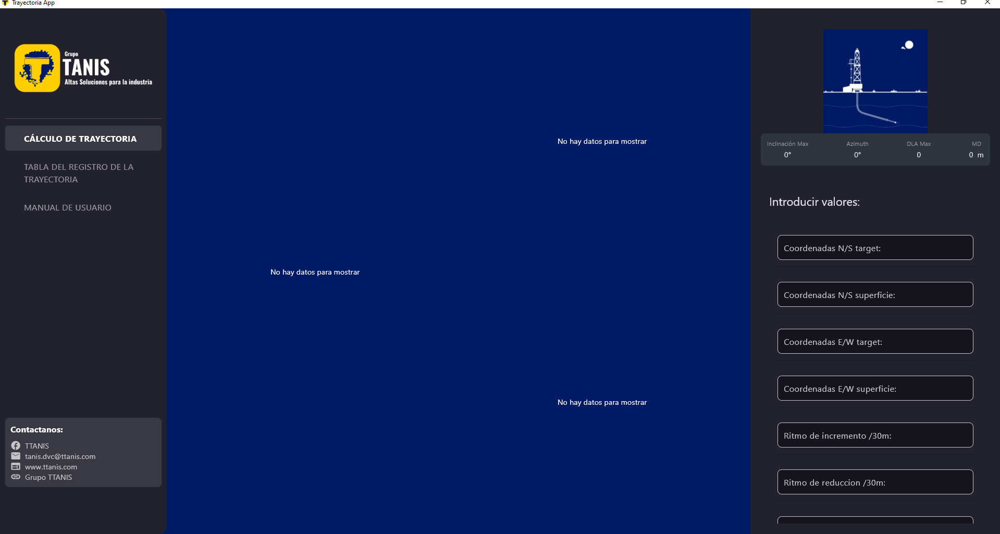 Trayectoria App
Grupo
TANIS
Altas Soluciones para la industria
CÁLCULO DE TRAYECTORIA
TABLA DEL REGISTRO DE LA
TRAYECTORIA
MANUAL DE USUARIO
Contactanos:
TTANIS
tanis.dvc@ttanis.com
www.ttanis.com
Grupo TTANIS
No hay datos para mostrar
No hay datos para mostrar
No hay datos para mostrar
Inclinación Max Azimuth DLA Max MD
0° 0° 0 0 m
Introducir valores:
Coordenadas N/S target:
Coordenadas N/S superficie:
Coordenadas E/W target:
Coordenadas E/W superficie:
Ritmo de incremento /30m:
Ritmo de reduccion /30m: